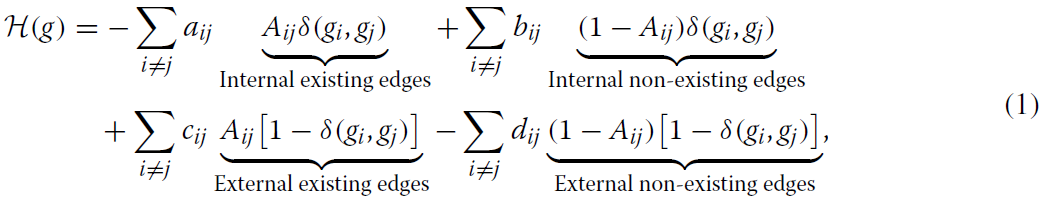 ℋ(g) = − ∑_{i≠j} a_{ij} A_{ij}δ(g_i, g_j) + ∑_{i≠j} b_{ij} (1 − A_{ij})δ(g_i, g_j)
Internal existing edges Internal non-existing edges
(1)
+ ∑_{i≠j} c_{ij} A_{ij}[1 − δ(g_i, g_j)] − ∑_{i≠j} d_{ij} (1 − A_{ij})[1 − δ(g_i, g_j)],
External existing edges External non-existing edges